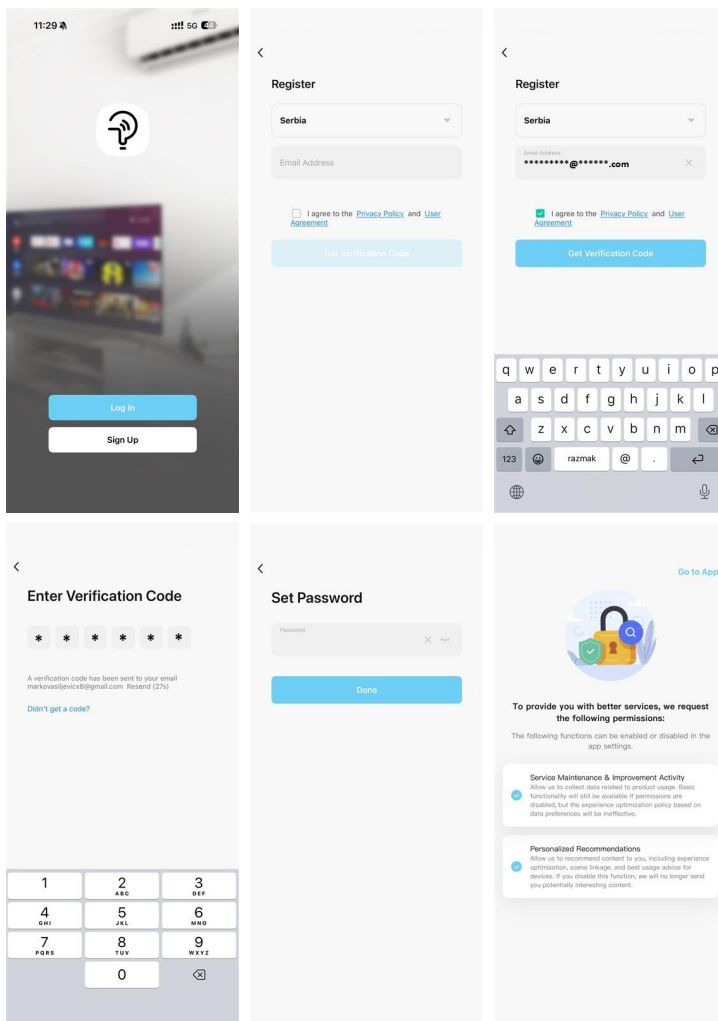 11:29
5G
Log In
Sign Up
Register
Serbia
Email Address
I agree to the Privacy Policy and User
Agreement
Get Verification Code
Register
Serbia
Email Address
*********@******.com
I agree to the Privacy Policy and User
Agreement
Get Verification Code
q w e r t y u i o p
a s d f g h j k l
z x c v b n m
123 razmak @ .
Enter Verification Code
* * * * * *
A verification code has been sent to your email
markovasiljevicx8@gmail.com Resend (27s)
Didn't get a code?
1 2 3
ABC DEF
4 5 6
GHI JKL MNO
7 8 9
PQRS TUV WXYZ
0
Set Password
Password
Done
Go to App
To provide you with better services, we request
the following permissions:
The following functions can be enabled or disabled in the
app settings.
Service Maintenance & Improvement Activity
Allow us to collect data related to product usage. Basic
functionality will still be available if permissions are
disabled, but the experience optimization policy based on
data preferences will be ineffective.
Personalized Recommendations
Allow us to recommend content to you, including experience
optimization, scene linkage, and best usage advice for
devices. If you disable this function, we will no longer send
you potentially interesting content.